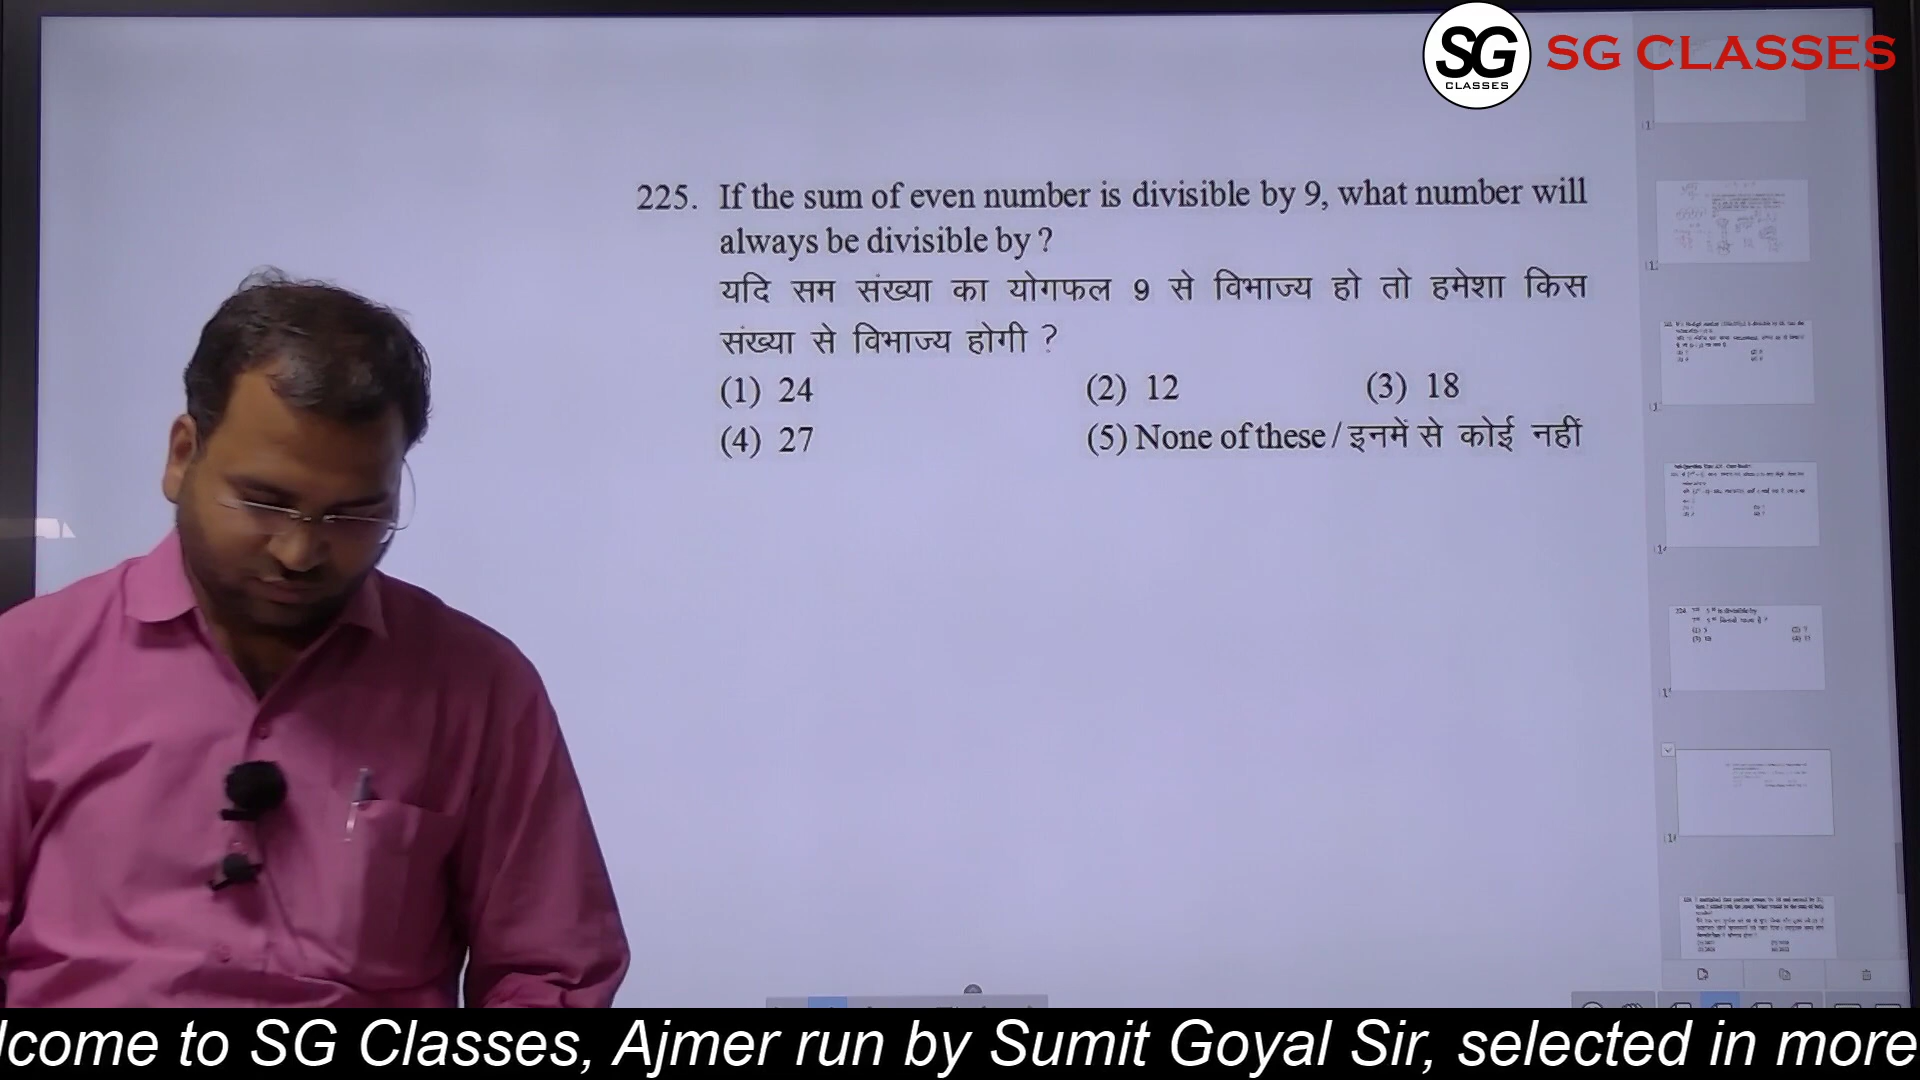 SG
CLASSES
SG CLASSES
225. If the sum of even number is divisible by 9, what number will
always be divisible by ?
यदि सम संख्या का योगफल 9 से विभाज्य हो तो हमेशा किस
संख्या से विभाज्य होगी ?
(1) 24 (2) 12 (3) 18
(4) 27 (5) None of these / इनमें से कोई नहीं
lcome to SG Classes, Ajmer run by Sumit Goyal Sir, selected in more